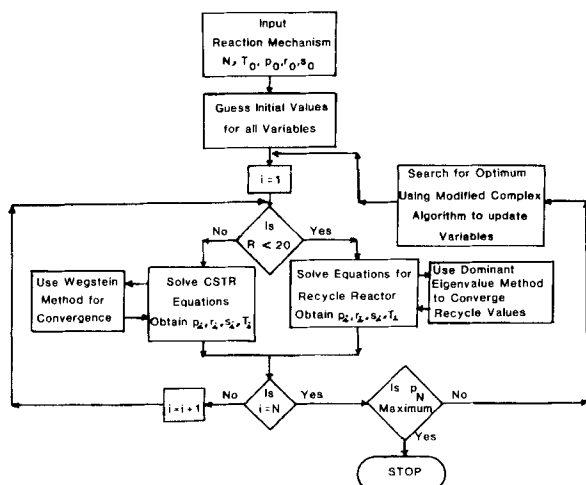 Input
Reaction Mechanism
N, T₀, p₀,r₀,s₀
Guess Initial Values
for all Variables
i=1
Search for Optimum
Using Modified Complex
Algorithm to update
Variables
Is
R < 20
No
Yes
Use Wegstein
Method for
Convergence
Solve CSTR
Equations
Obtain pᵢ,rᵢ,sᵢ,Tᵢ
Solve Equations for
Recycle Reactor
Obtain pᵢ,rᵢ,sᵢ,Tᵢ
Use Dominant
Eigenvalue Method
to Converge
Recycle Values
i=i+1
No
Is
i=N
Yes
Is p_N
Maximum
No
Yes
STOP